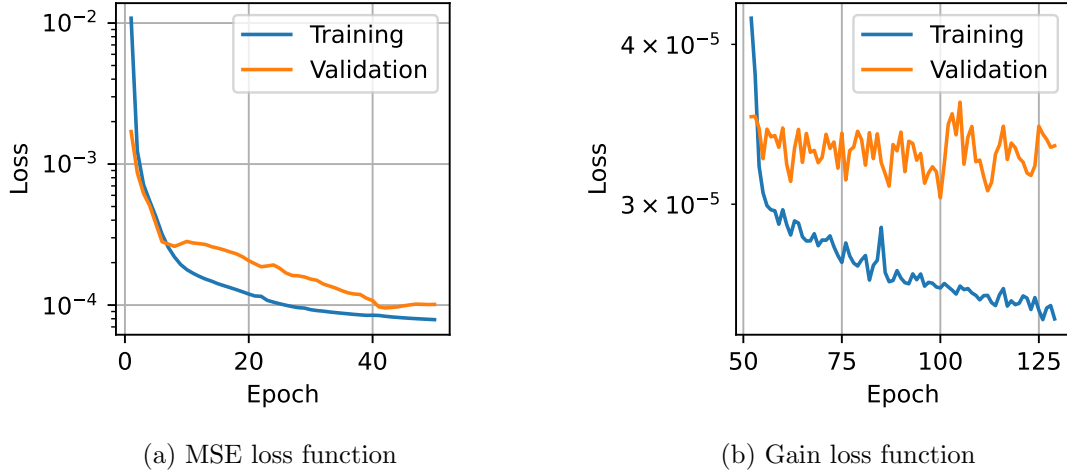 10⁻²
10⁻³
10⁻⁴
Loss
Training
Validation
0
20
40
Epoch
(a) MSE loss function
4 × 10⁻⁵
3 × 10⁻⁵
Loss
Training
Validation
50
75
100
125
Epoch
(b) Gain loss function